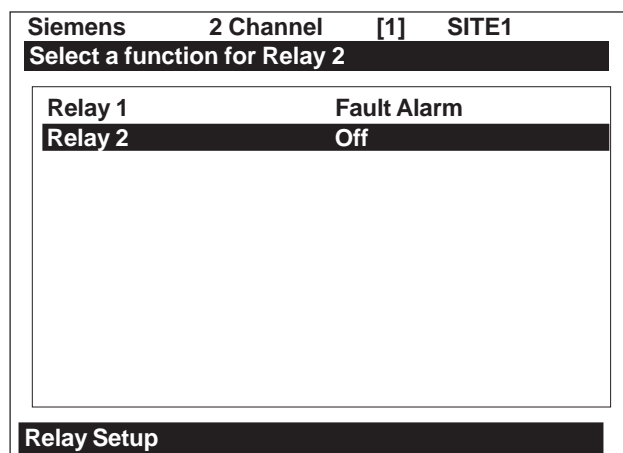 Siemens 2 Channel [1] SITE1
Select a function for Relay 2
Relay 1 Fault Alarm
Relay 2 Off
Relay Setup